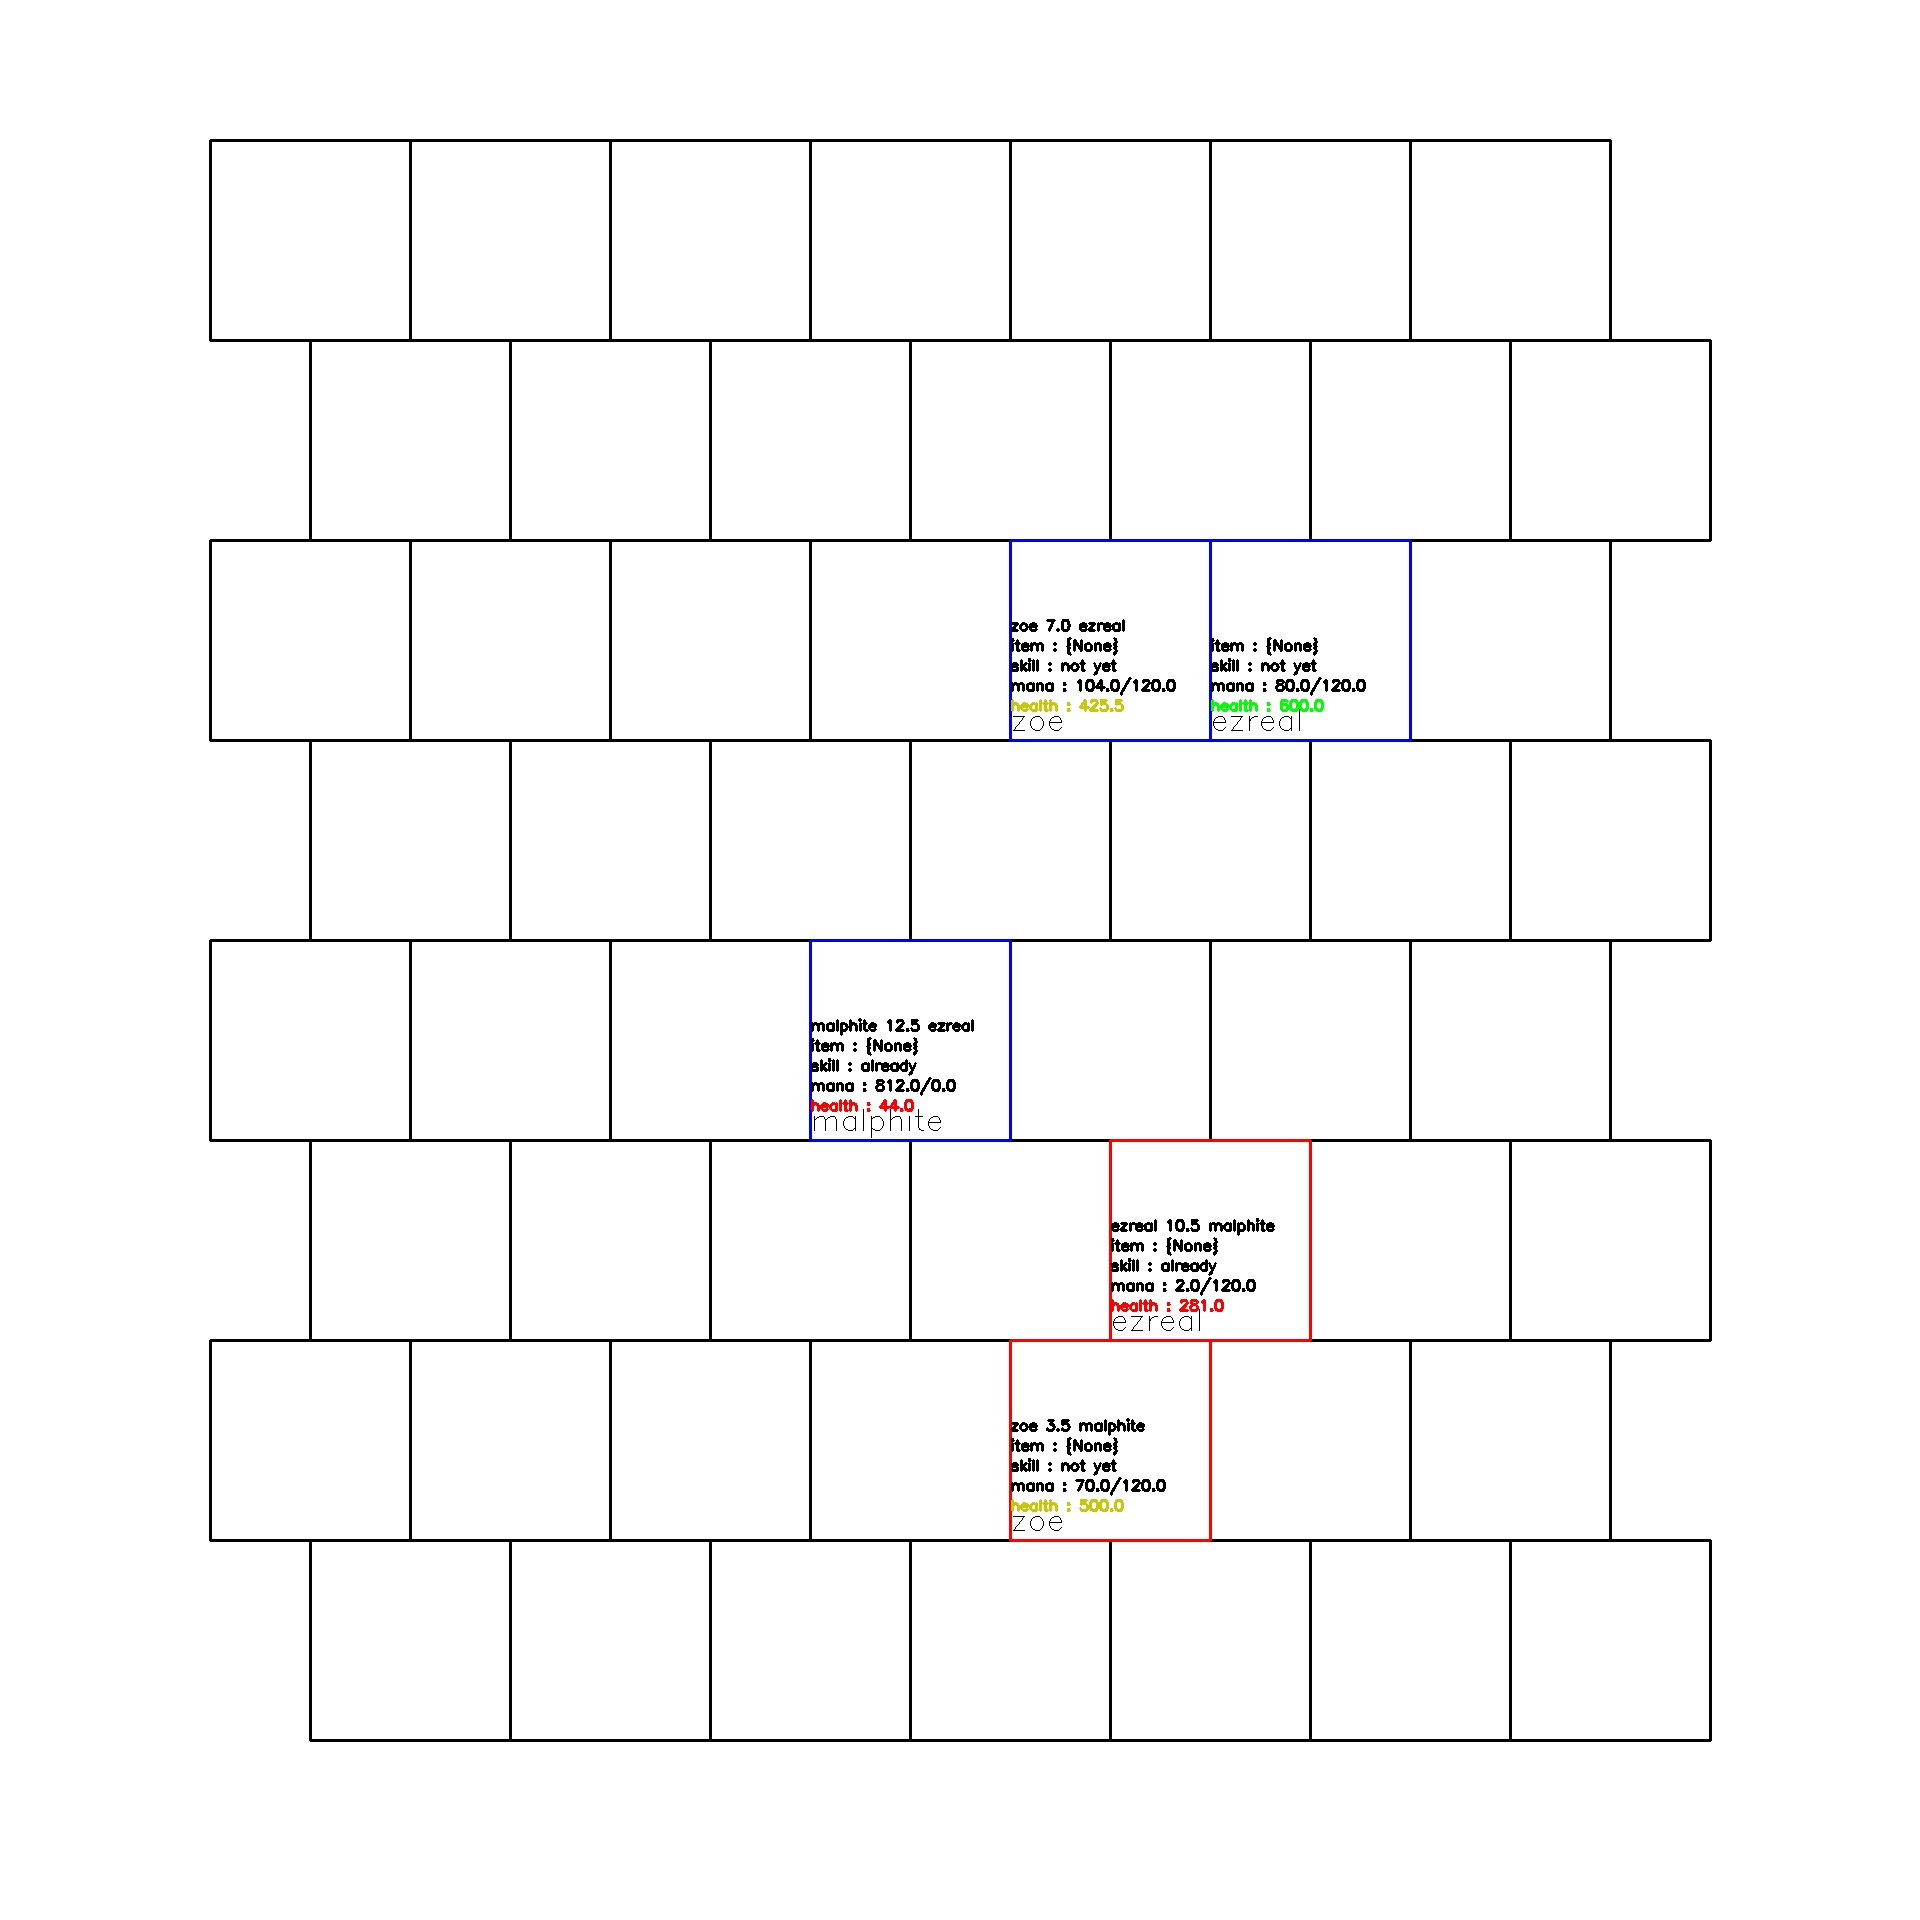 zoe 7.0 ezreal
item : {None}
skill : not yet
mana : 104.0/120.0
health : 425.5
zoe
item : {None}
skill : not yet
mana : 80.0/120.0
health : 600.0
ezreal
malphite 12.5 ezreal
item : {None}
skill : already
mana : 812.0/0.0
health : 44.0
malphite
ezreal 10.5 malphite
item : {None}
skill : already
mana : 2.0/120.0
health : 281.0
ezreal
zoe 3.5 malphite
item : {None}
skill : not yet
mana : 70.0/120.0
health : 500.0
zoe